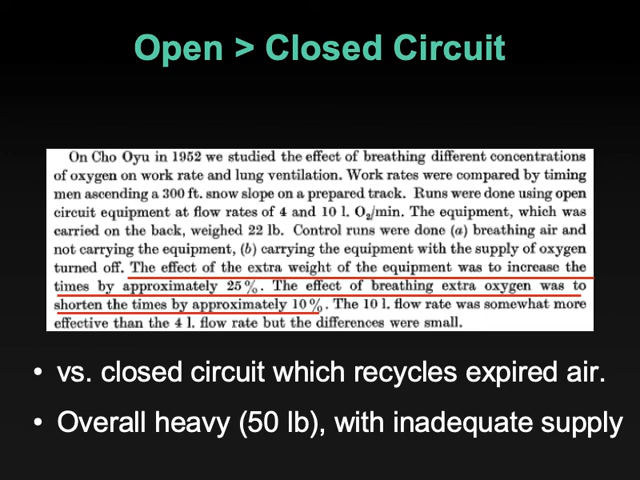 Open > Closed Circuit
On Cho Oyu in 1952 we studied the effect of breathing different concentrations
of oxygen on work rate and lung ventilation. Work rates were compared by timing
men ascending a 300 ft. snow slope on a prepared track. Runs were done using open
circuit equipment at flow rates of 4 and 10 l. O₂/min. The equipment, which was
carried on the back, weighed 22 lb. Control runs were done (a) breathing air and
not carrying the equipment, (b) carrying the equipment with the supply of oxygen
turned off. The effect of the extra weight of the equipment was to increase the
times by approximately 25%. The effect of breathing extra oxygen was to
shorten the times by approximately 10%. The 10 l. flow rate was somewhat more
effective than the 4 l. flow rate but the differences were small.
• vs. closed circuit which recycles expired air.
• Overall heavy (50 lb), with inadequate supply